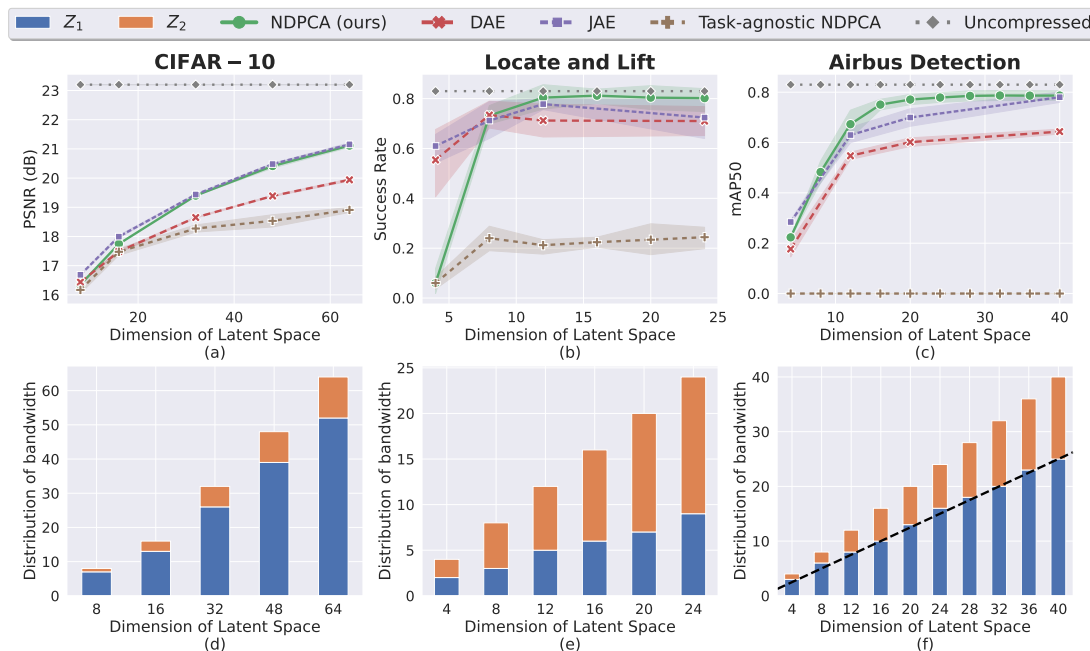 Z₁ Z₂ NDPCA (ours) DAE JAE Task-agnostic NDPCA Uncompressed
CIFAR − 10
23
22
21
20
19
18
17
16
PSNR (dB)
20 40 60
Dimension of Latent Space
(a)
Locate and Lift
0.8
0.6
0.4
0.2
0.0
Success Rate
5 10 15 20 25
Dimension of Latent Space
(b)
Airbus Detection
0.8
0.6
0.4
0.2
0.0
mAP50
10 20 30 40
Dimension of Latent Space
(c)
60
50
40
30
20
10
0
Distribution of bandwidth
8 16 32 48 64
Dimension of Latent Space
(d)
25
20
15
10
5
0
Distribution of bandwidth
4 8 12 16 20 24
Dimension of Latent Space
(e)
40
30
20
10
0
Distribution of bandwidth
4 8 12 16 20 24 28 32 36 40
Dimension of Latent Space
(f)